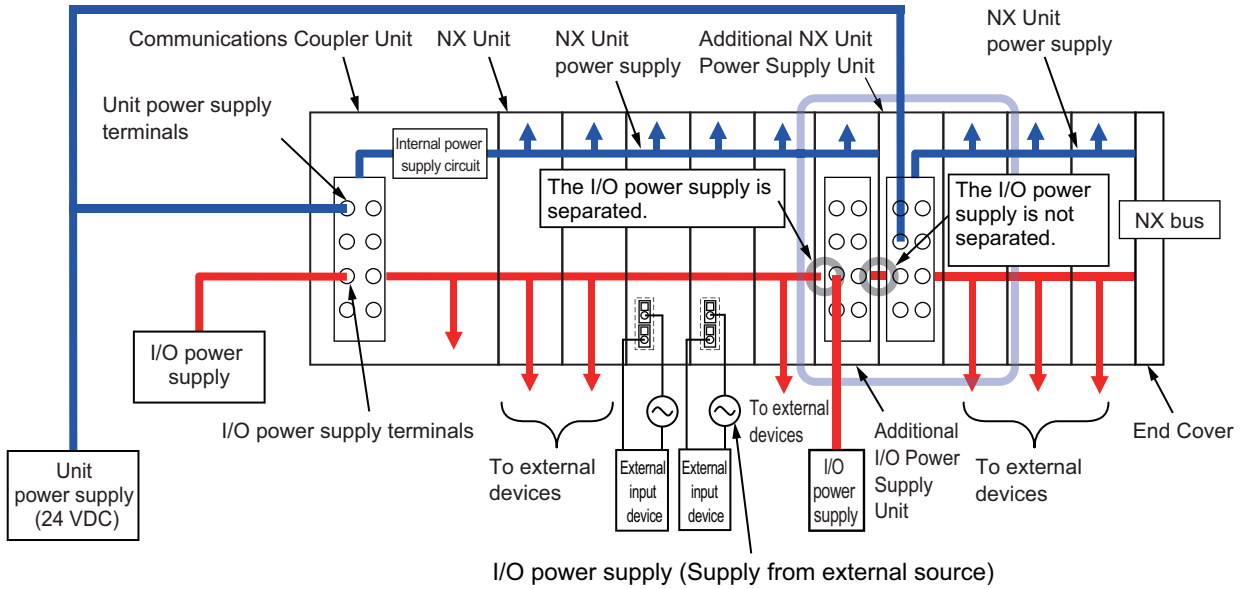 Communications Coupler Unit
NX Unit
NX Unit
power supply
Additional NX Unit
Power Supply Unit
NX Unit
power supply
Unit power supply
terminals
Internal power
supply circuit
The I/O power supply is
separated.
The I/O power
supply is not
separated.
NX bus
I/O power
supply
I/O power supply terminals
To external
devices
External
input
device
External
input
device
To external
devices
I/O
power
supply
Additional
I/O Power
Supply
Unit
To external
devices
End Cover
Unit
power supply
(24 VDC)
I/O power supply (Supply from external source)